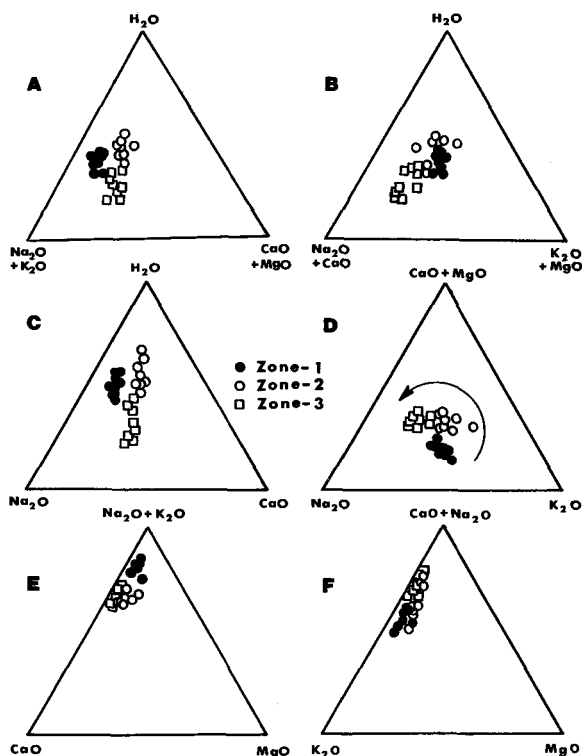 H₂O
H₂O
A
B
Na₂O
+K₂O
CaO
+MgO
Na₂O
+CaO
K₂O
+MgO
H₂O
CaO+MgO
C
D
Zone-1
Zone-2
Zone-3
Na₂O
CaO
Na₂O
K₂O
Na₂O+K₂O
CaO+Na₂O
E
F
CaO
MgO
K₂O
MgO